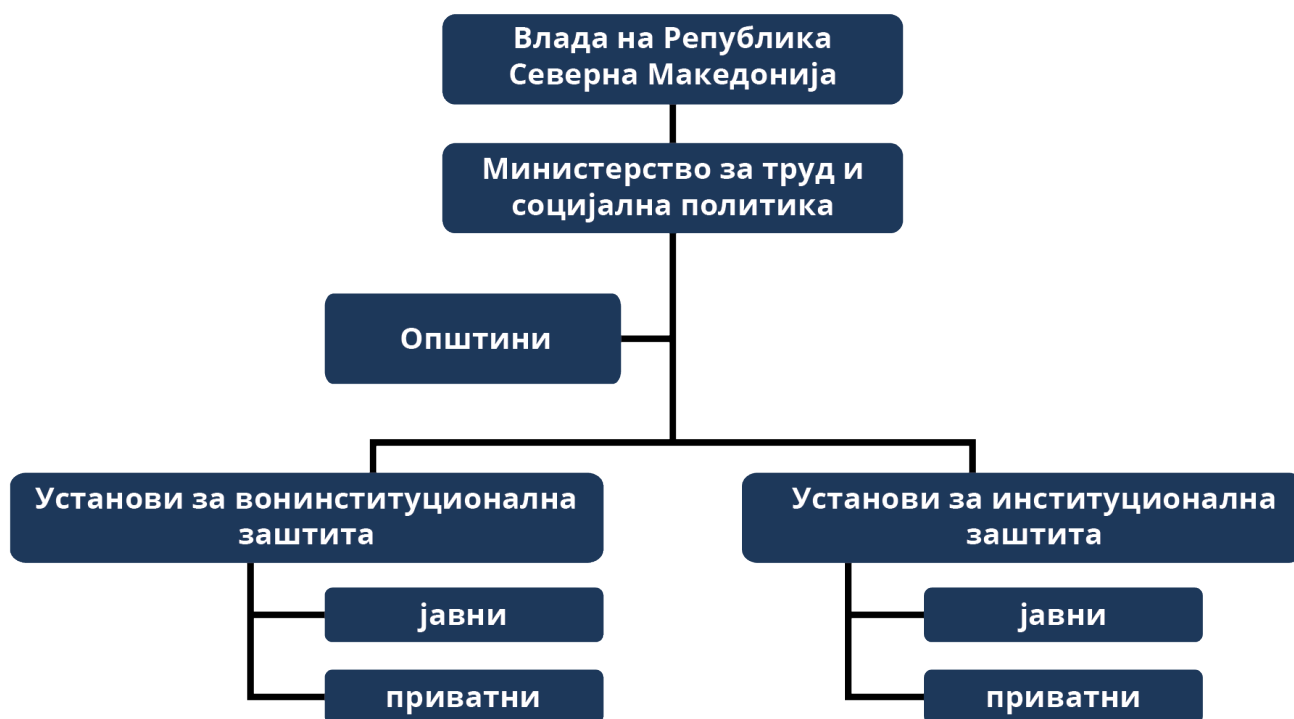 Влада на Република
Северна Македонија
Министерство за труд и
социјална политика
Општини
Установи за вонинституционална
заштита
јавни
приватни
Установи за институционална
заштита
јавни
приватни